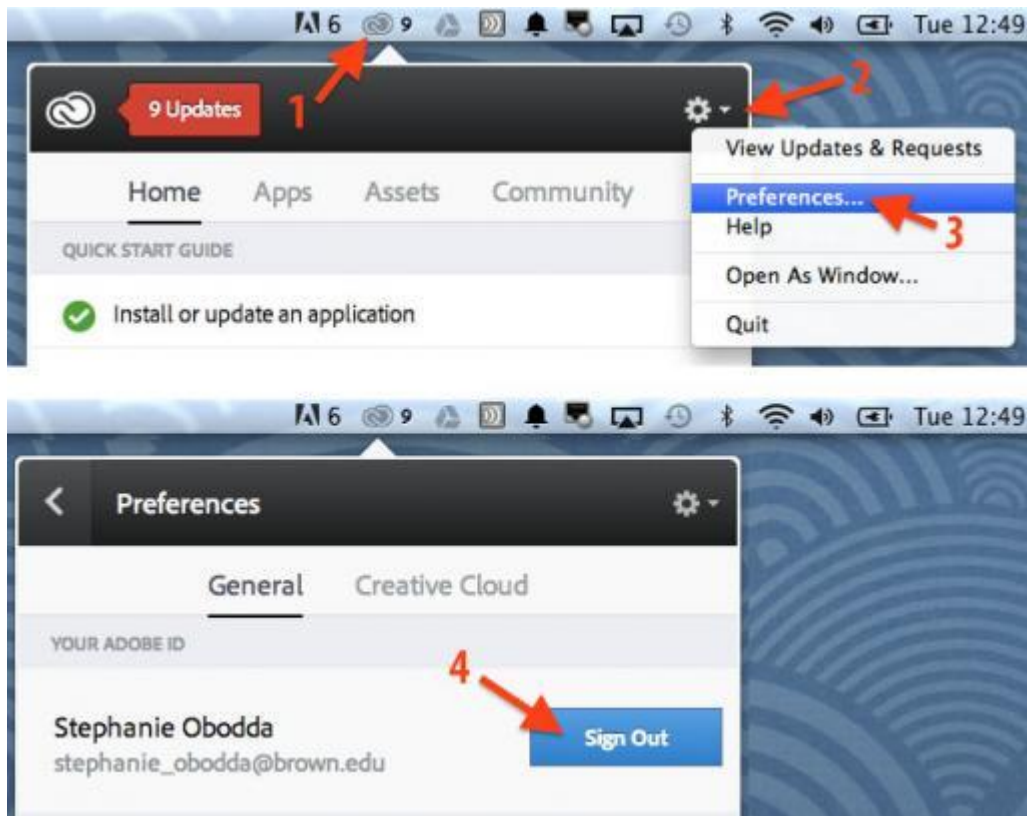 6 9 Tue 12:49
1
2
9 Updates
View Updates & Requests
Home Apps Assets Community
Preferences...
3
Help
QUICK START GUIDE
Open As Window...
Install or update an application
Quit
6 9 Tue 12:49
Preferences
General Creative Cloud
YOUR ADOBE ID
4
Stephanie Obodda
Sign Out
stephanie_obodda@brown.edu